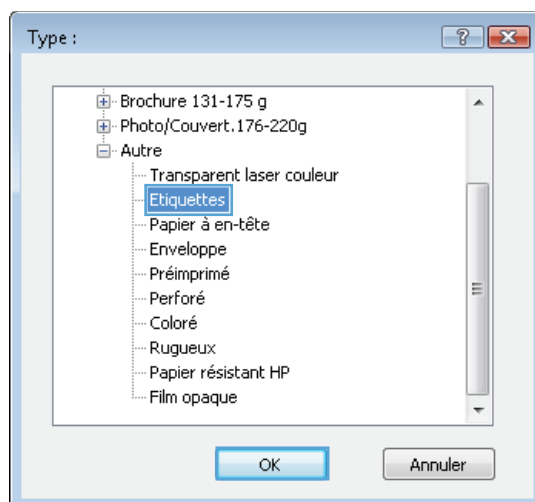 Type :
Brochure 131-175 g
Photo/Couvert.176-220g
Autre
Transparent laser couleur
Etiquettes
Papier à en-tête
Enveloppe
Préimprimé
Perforé
Coloré
Rugueux
Papier résistant HP
Film opaque
OK Annuler